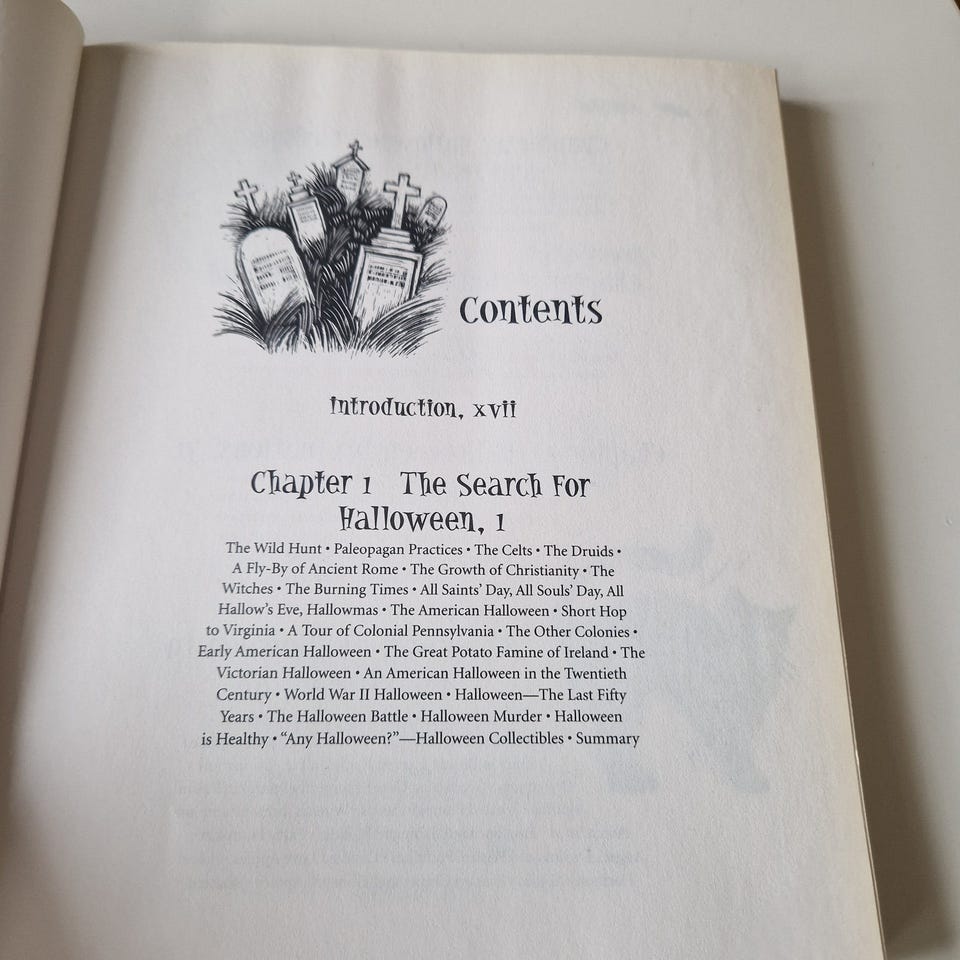 Contents
Introduction, xvii
Chapter 1 The Search For
Halloween, 1
The Wild Hunt • Paleopagan Practices • The Celts • The Druids •
A Fly-By of Ancient Rome • The Growth of Christianity • The
Witches • The Burning Times • All Saints' Day, All Souls' Day, All
Hallow's Eve, Hallowmas • The American Halloween • Short Hop
to Virginia • A Tour of Colonial Pennsylvania • The Other Colonies •
Early American Halloween • The Great Potato Famine of Ireland • The
Victorian Halloween • An American Halloween in the Twentieth
Century • World War II Halloween • Halloween—The Last Fifty
Years • The Halloween Battle • Halloween Murder • Halloween
is Healthy • “Any Halloween?”—Halloween Collectibles • Summary